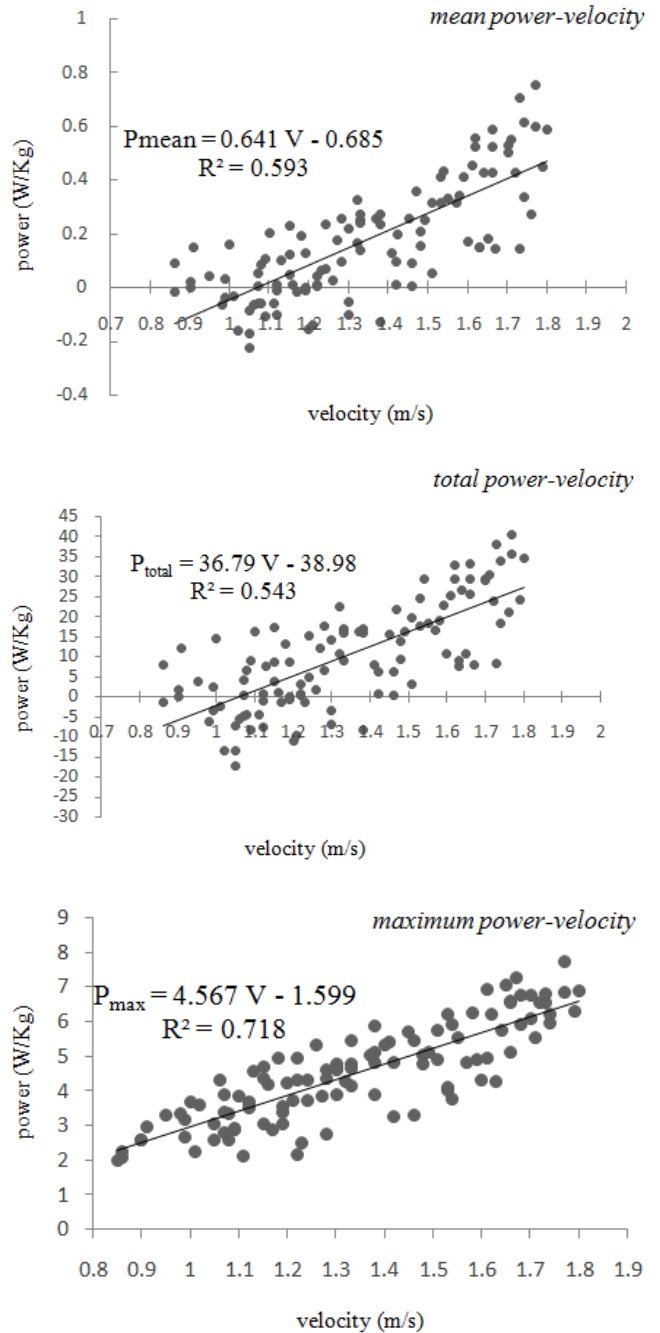 mean power-velocity
1
0.8
0.6
0.4
0.2
0
-0.2
-0.4
power (W/Kg)
Pmean = 0.641 V - 0.685
R² = 0.593
0.7 0.8 0.9 1 1.1 1.2 1.3 1.4 1.5 1.6 1.7 1.8 1.9 2
velocity (m/s)
total power-velocity
45
40
35
30
25
20
15
10
5
0
-5
-10
-15
-20
-25
-30
power (W/Kg)
Ptotal = 36.79 V - 38.98
R² = 0.543
0.7 0.8 0.9 1 1.1 1.2 1.3 1.4 1.5 1.6 1.7 1.8 1.9 2
velocity (m/s)
maximum power-velocity
9
8
7
6
5
4
3
2
1
0
power (W/Kg)
Pmax = 4.567 V - 1.599
R² = 0.718
0.8 0.9 1 1.1 1.2 1.3 1.4 1.5 1.6 1.7 1.8 1.9
velocity (m/s)